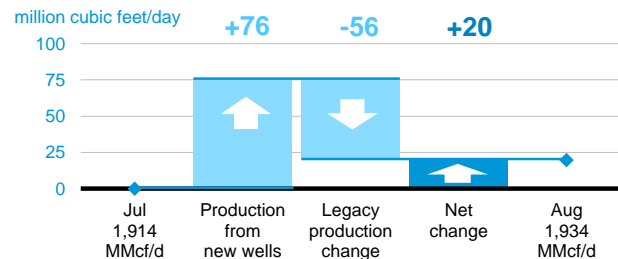 million cubic feet/day
+76
-56
+20
100
75
50
25
0
Jul
1,914
MMcf/d
Production
from
new wells
Legacy
production
change
Net
change
Aug
1,934
MMcf/d